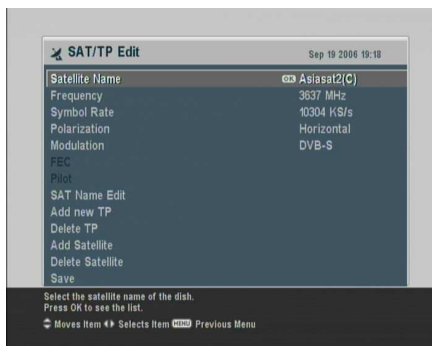 SAT/TP Edit
Sep 19 2006 19:18
Satellite Name OK Asiasat2(C)
Frequency 3637 MHz
Symbol Rate 10304 KS/s
Polarization Horizontal
Modulation DVB-S
FEC
Pilot
SAT Name Edit
Add new TP
Delete TP
Add Satellite
Delete Satellite
Save
Select the satellite name of the dish.
Press OK to see the list.
Moves Item Selects Item MENU Previous Menu